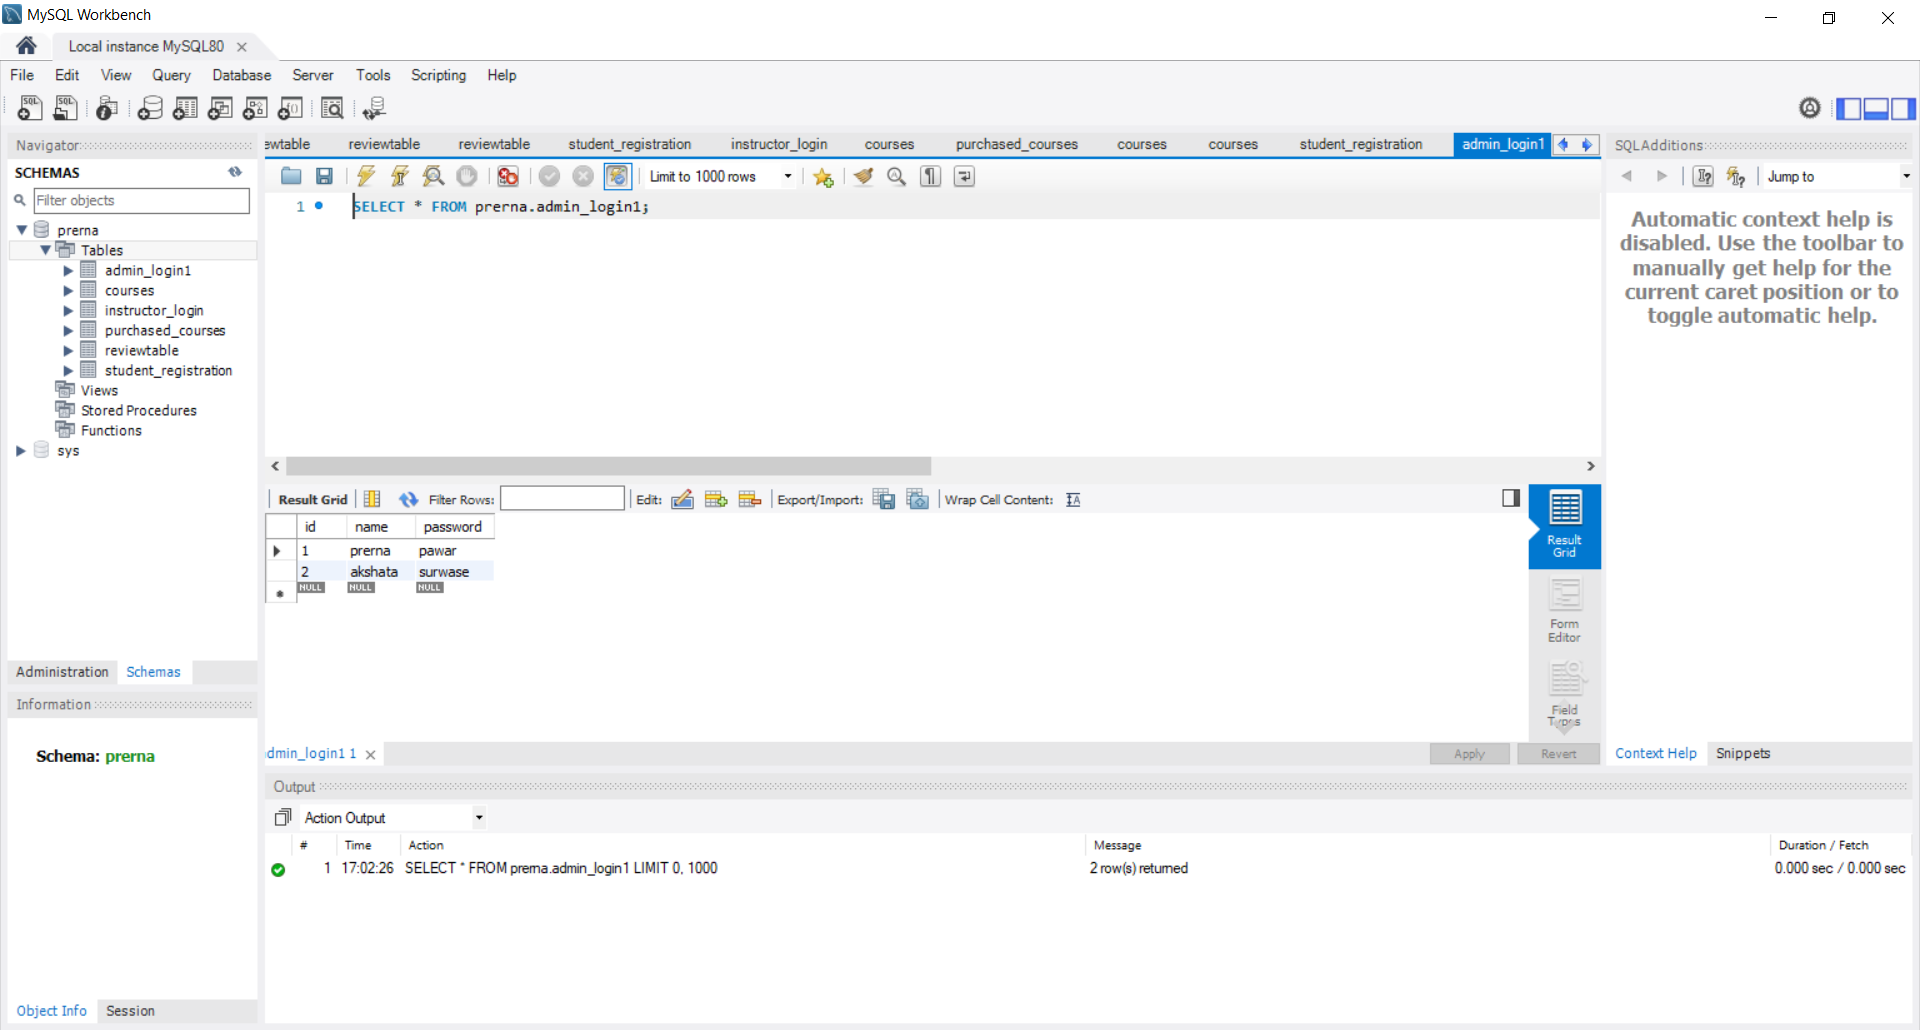 MySQL Workbench
Local instance MySQL80
File Edit View Query Database Server Tools Scripting Help
Navigator
SCHEMAS
Filter objects
prerna
Tables
admin_login1
courses
instructor_login
purchased_courses
reviewtable
student_registration
Views
Stored Procedures
Functions
sys
Administration Schemas
Information
Schema: prerna
Object Info Session
ewtable reviewtable reviewtable student_registration instructor_login courses purchased_courses courses courses student_registration admin_login1
Limit to 1000 rows
1 SELECT * FROM prerna.admin_login1;
Result Grid Filter Rows: Edit: Export/Import: Wrap Cell Content:
id name password
1 prerna pawar
2 akshata surwase
NULL NULL NULL
Result Grid
Form Editor
Field Types
dmin_login1 1
Apply Revert
SQLAdditions
Jump to
Automatic context help is
disabled. Use the toolbar to
manually get help for the
current caret position or to
toggle automatic help.
Context Help Snippets
Output
Action Output
# Time Action Message Duration / Fetch
1 17:02:26 SELECT * FROM prerna.admin_login1 LIMIT 0, 1000 2 row(s) returned 0.000 sec / 0.000 sec